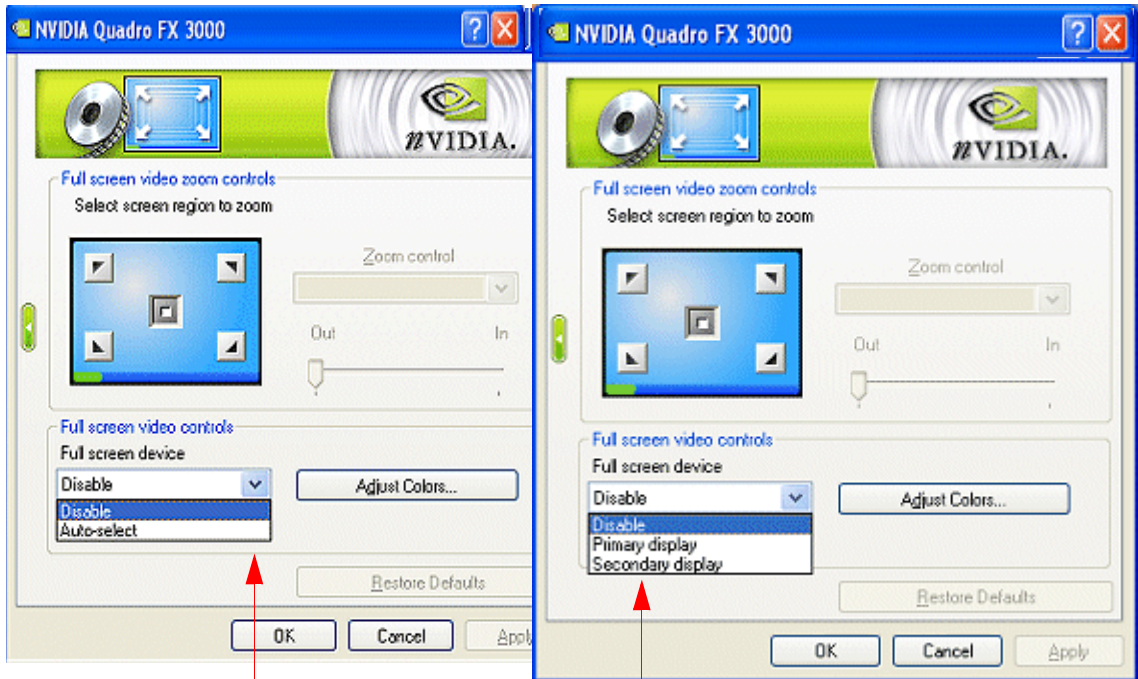 NVIDIA Quadro FX 3000
?
X
nVIDIA.
Full screen video zoom controls
Select screen region to zoom
Zoom control
Out
In
Full screen video controls
Full screen device
Disable
Adjust Colors...
Disable
Auto-select
Restore Defaults
OK
Cancel
Apply
NVIDIA Quadro FX 3000
?
X
nVIDIA.
Full screen video zoom controls
Select screen region to zoom
Zoom control
Out
In
Full screen video controls
Full screen device
Disable
Adjust Colors...
Disable
Primary display
Secondary display
Restore Defaults
OK
Cancel
Apply